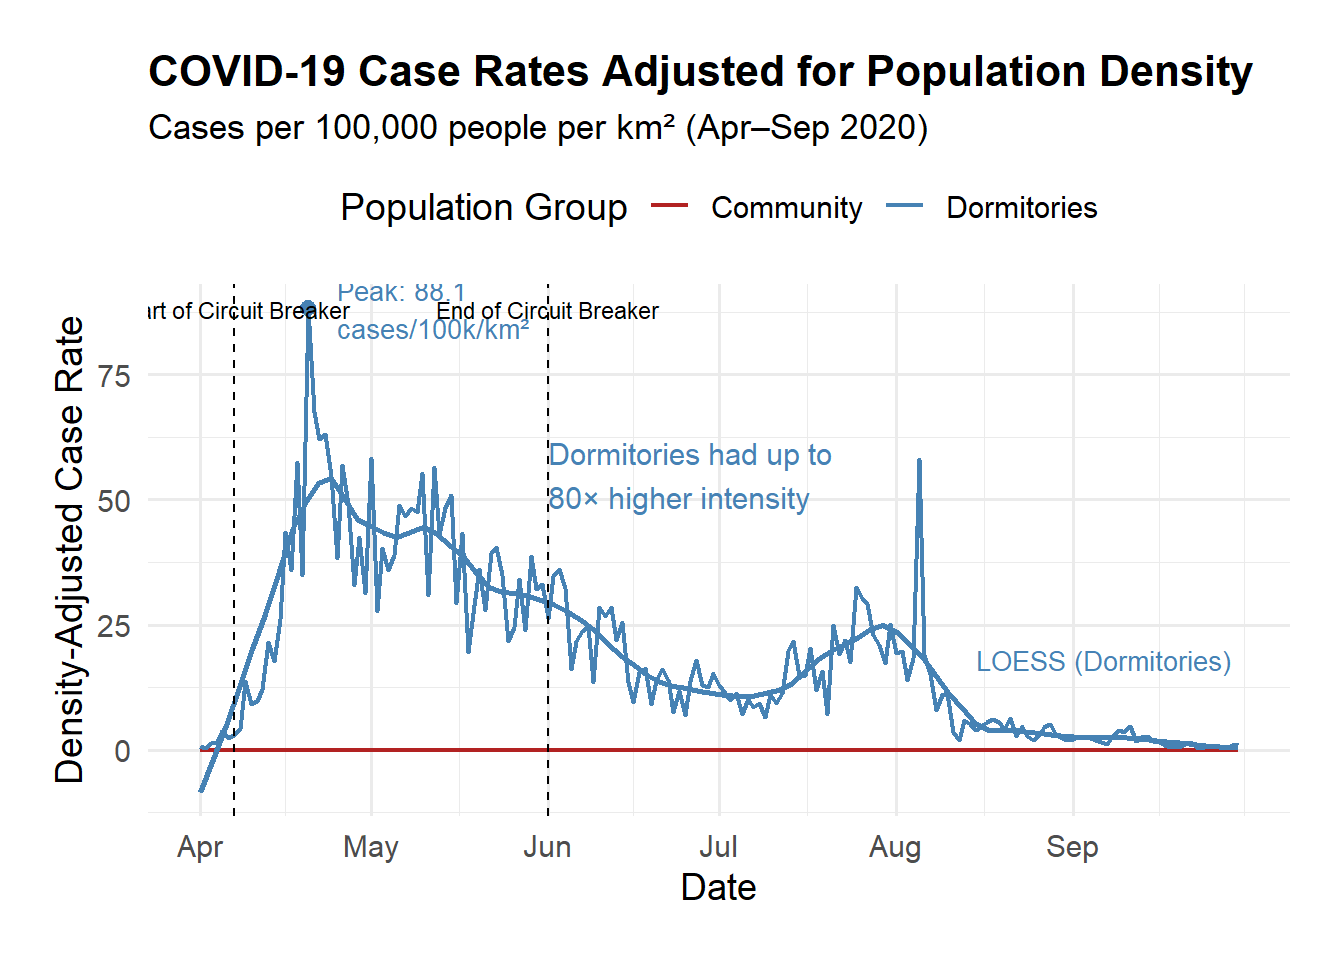 COVID-19 Case Rates Adjusted for Population Density
Cases per 100,000 people per km² (Apr–Sep 2020)
Population Group Community Dormitories
Peak: 88.1
cases/100k/km²
art of Circuit Breaker
End of Circuit Breaker
Dormitories had up to
80× higher intensity
LOESS (Dormitories)
Density-Adjusted Case Rate
75
50
25
0
Apr May Jun Jul Aug Sep
Date